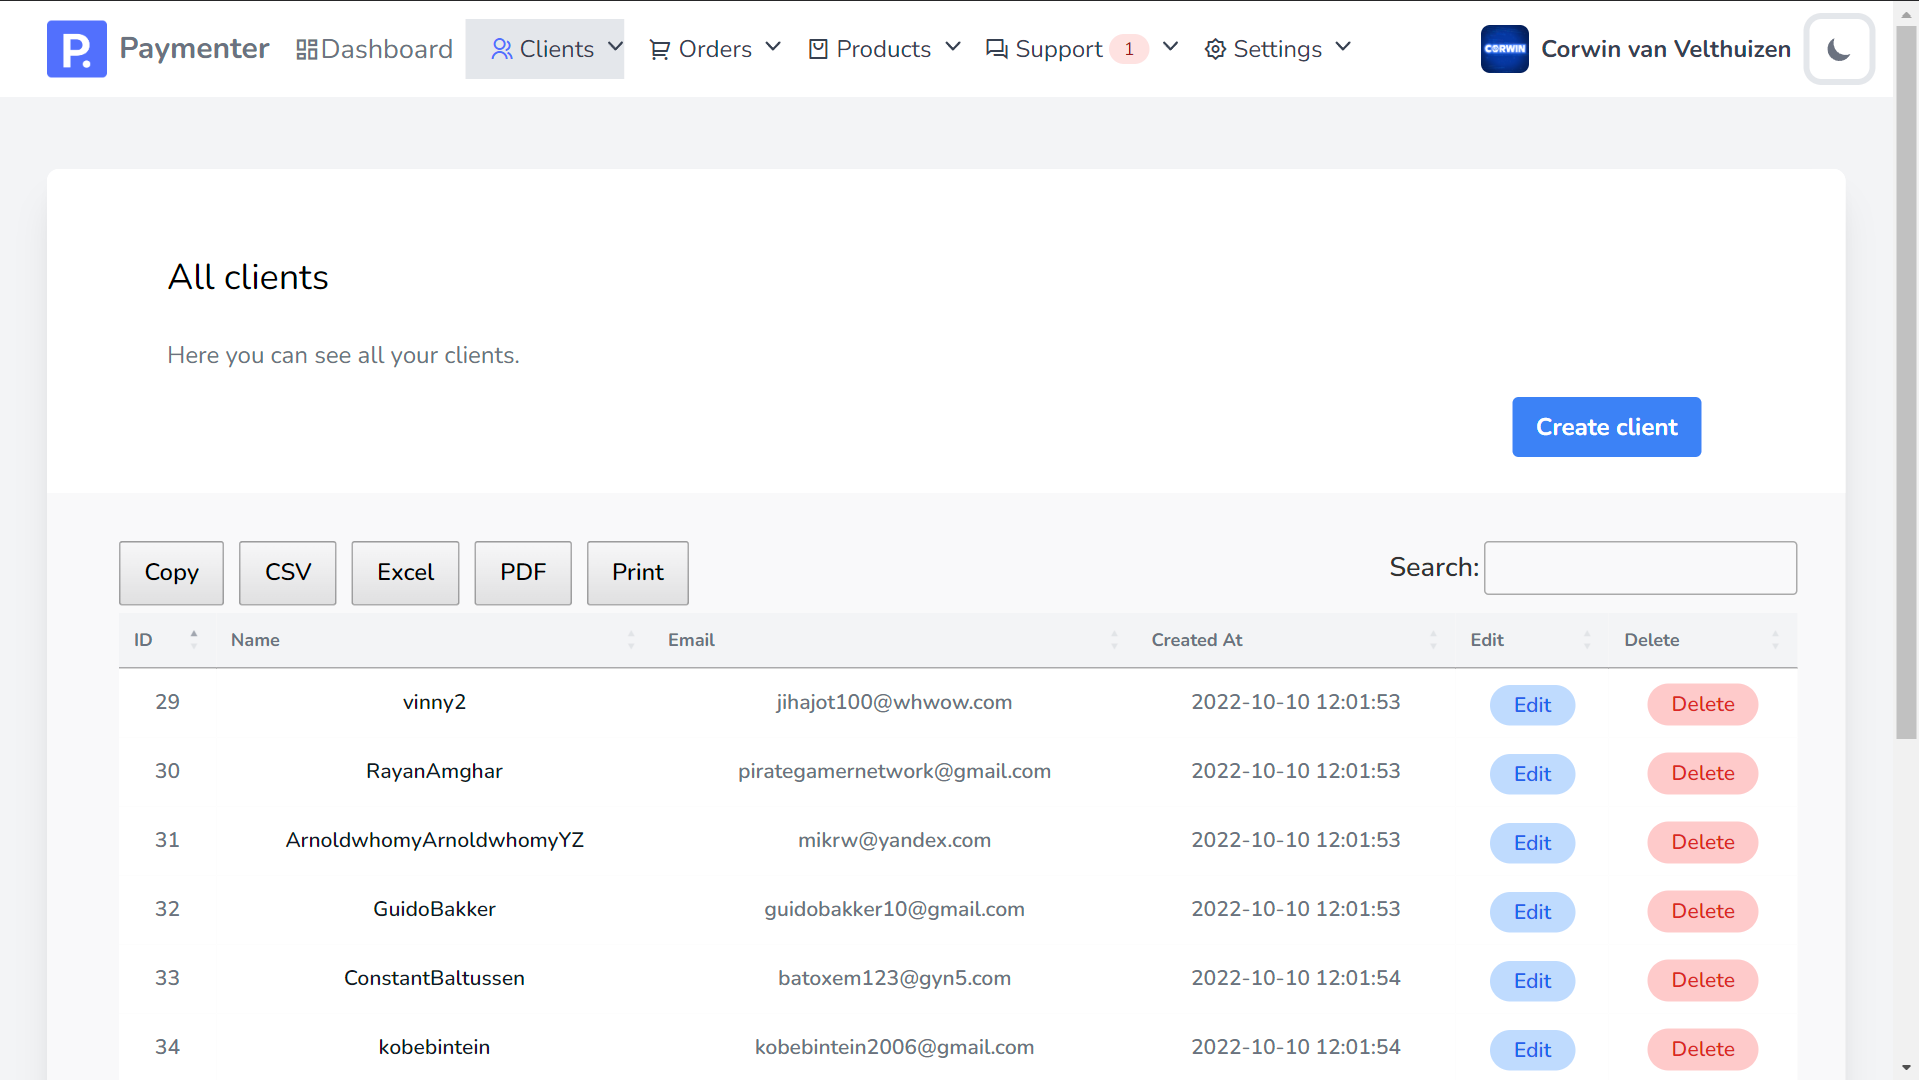 P. Paymenter Dashboard Clients Orders Products Support 1 Settings CORWIN Corwin van Velthuizen
All clients
Here you can see all your clients.
Create client
Copy CSV Excel PDF Print Search:
ID Name Email Created At Edit Delete
29 vinny2 jihajot100@whwow.com 2022-10-10 12:01:53 Edit Delete
30 RayanAmghar pirategamernetwork@gmail.com 2022-10-10 12:01:53 Edit Delete
31 ArnoldwhomyArnoldwhomyYZ mikrw@yandex.com 2022-10-10 12:01:53 Edit Delete
32 GuidoBakker guidobakker10@gmail.com 2022-10-10 12:01:53 Edit Delete
33 ConstantBaltussen batoxem123@gyn5.com 2022-10-10 12:01:54 Edit Delete
34 kobebintein kobebintein2006@gmail.com 2022-10-10 12:01:54 Edit Delete